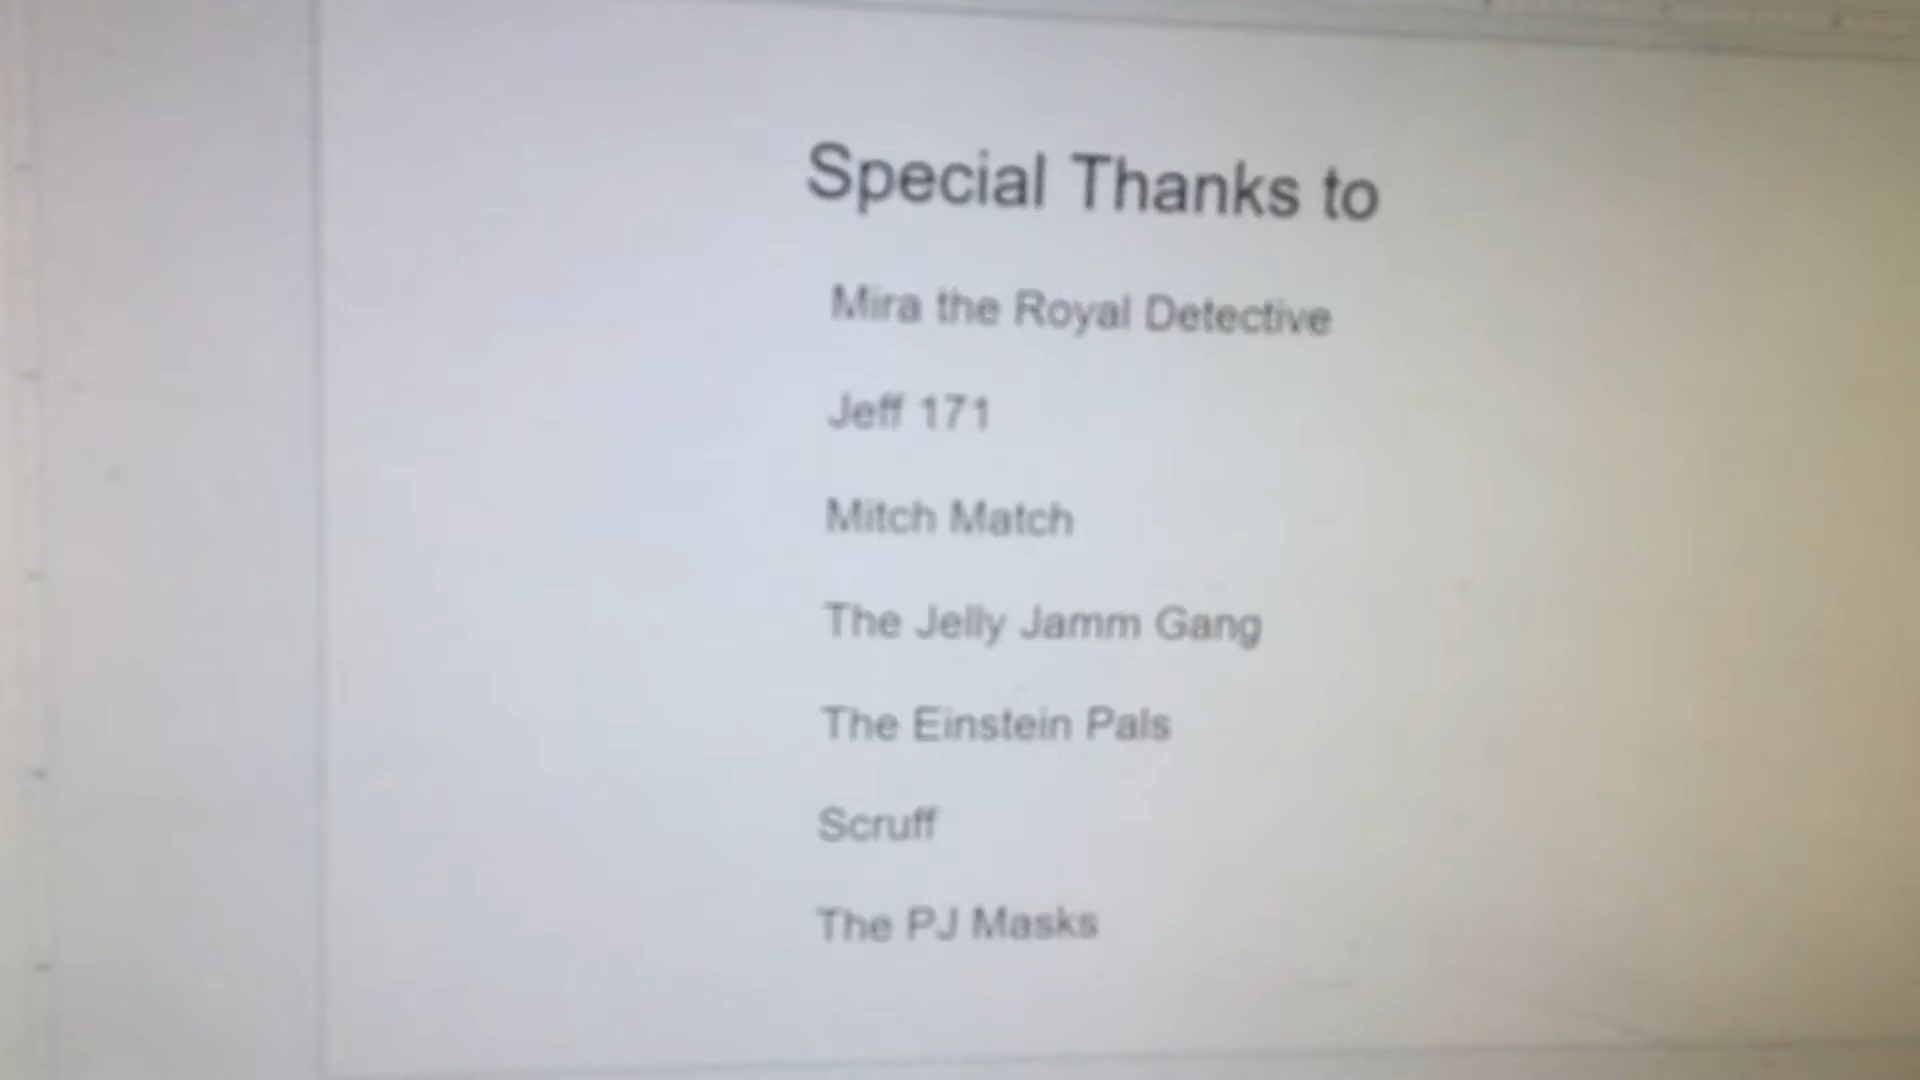 Special Thanks to
Mira the Royal Detective
Jeff 171
Mitch Match
The Jelly Jamm Gang
The Einstein Pals
Scruff
The PJ Masks